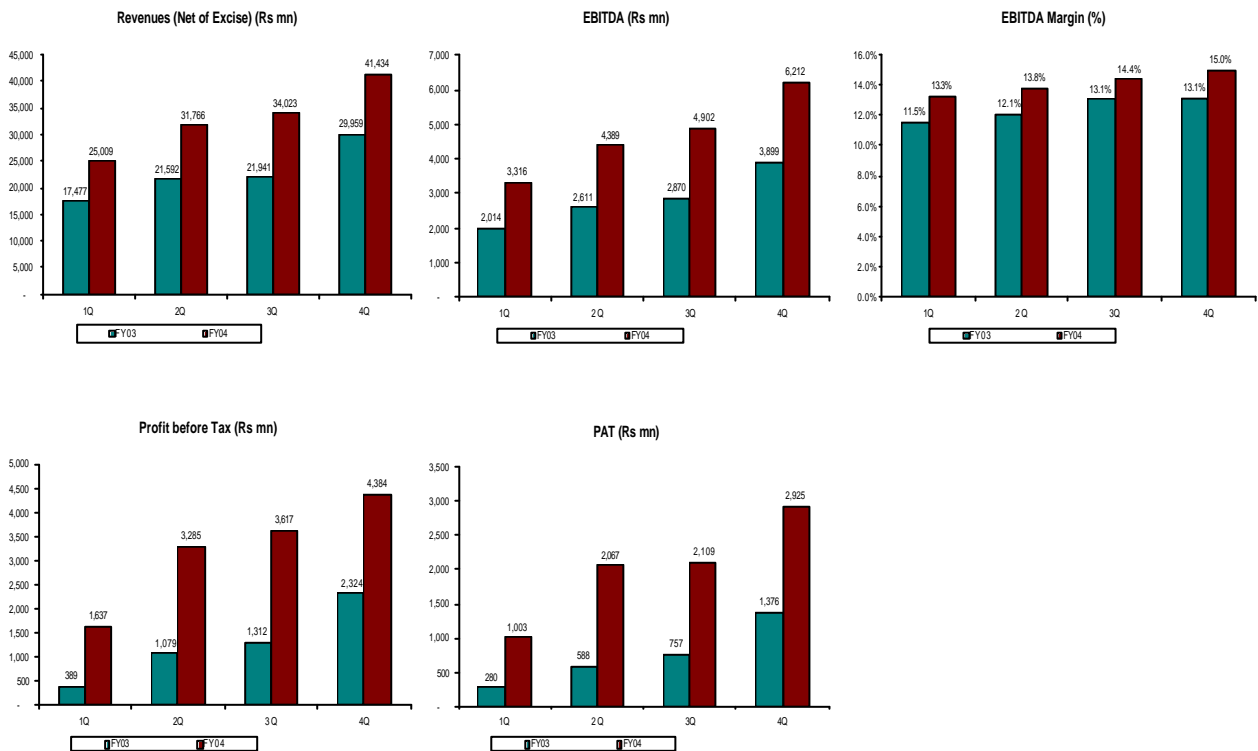 Revenues (Net of Excise) (Rs mn)
45,000
40,000
35,000
30,000
25,000
20,000
15,000
10,000
5,000
-
17,477
25,009
21,592
31,766
21,941
34,023
29,959
41,434
1Q
2Q
3Q
4Q
FY03
FY04
EBITDA (Rs mn)
7,000
6,000
5,000
4,000
3,000
2,000
1,000
-
2,014
3,316
2,611
4,389
2,870
4,902
3,899
6,212
1Q
2Q
3Q
4Q
FY03
FY04
EBITDA Margin (%)
16.0%
14.0%
12.0%
10.0%
8.0%
6.0%
4.0%
2.0%
0.0%
11.5%
13.3%
12.1%
13.8%
13.1%
14.4%
13.1%
15.0%
1Q
2Q
3Q
4Q
FY03
FY04
Profit before Tax (Rs mn)
5,000
4,500
4,000
3,500
3,000
2,500
2,000
1,500
1,000
500
-
389
1,637
1,079
3,285
1,312
3,617
2,324
4,384
1Q
2Q
3Q
4Q
FY03
FY04
PAT (Rs mn)
3,500
3,000
2,500
2,000
1,500
1,000
500
-
280
1,003
588
2,067
757
2,109
1,376
2,925
1Q
2Q
3Q
4Q
FY03
FY04